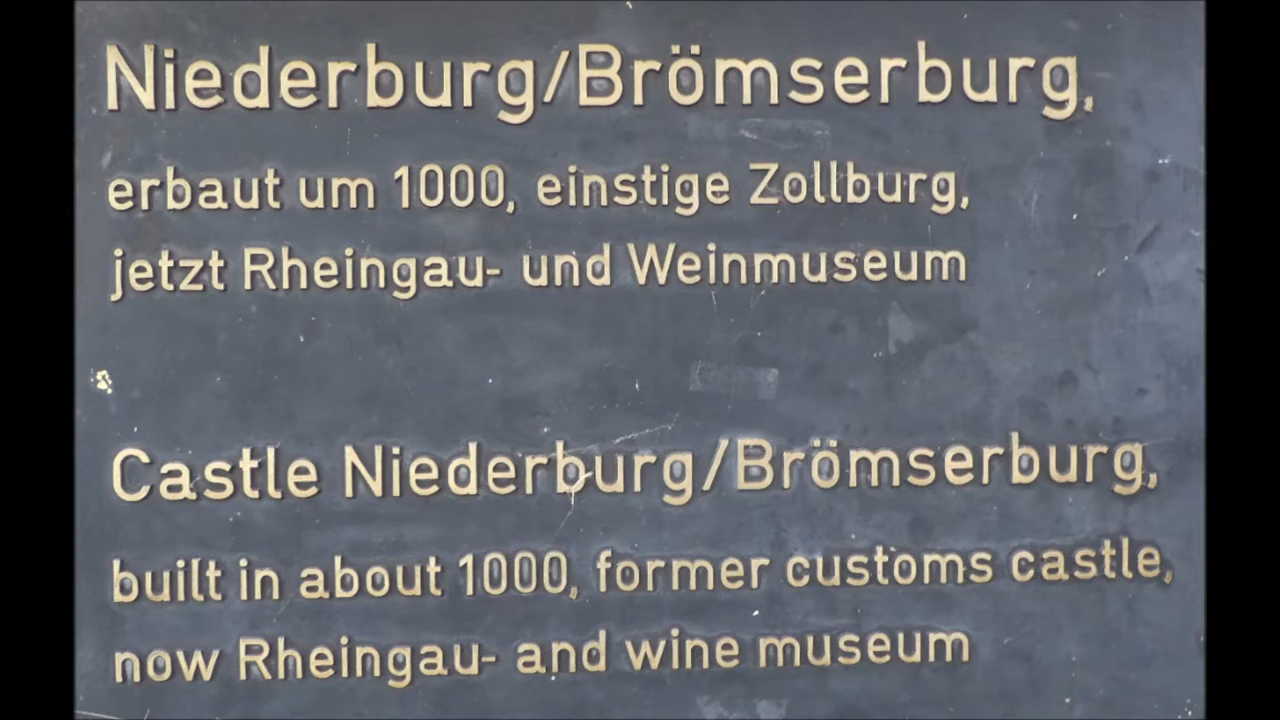 Niederburg/Brömserburg,
erbaut um 1000, einstige Zollburg,
jetzt Rheingau- und Weinmuseum
Castle Niederburg/Brömserburg,
built in about 1000, former customs castle,
now Rheingau- and wine museum